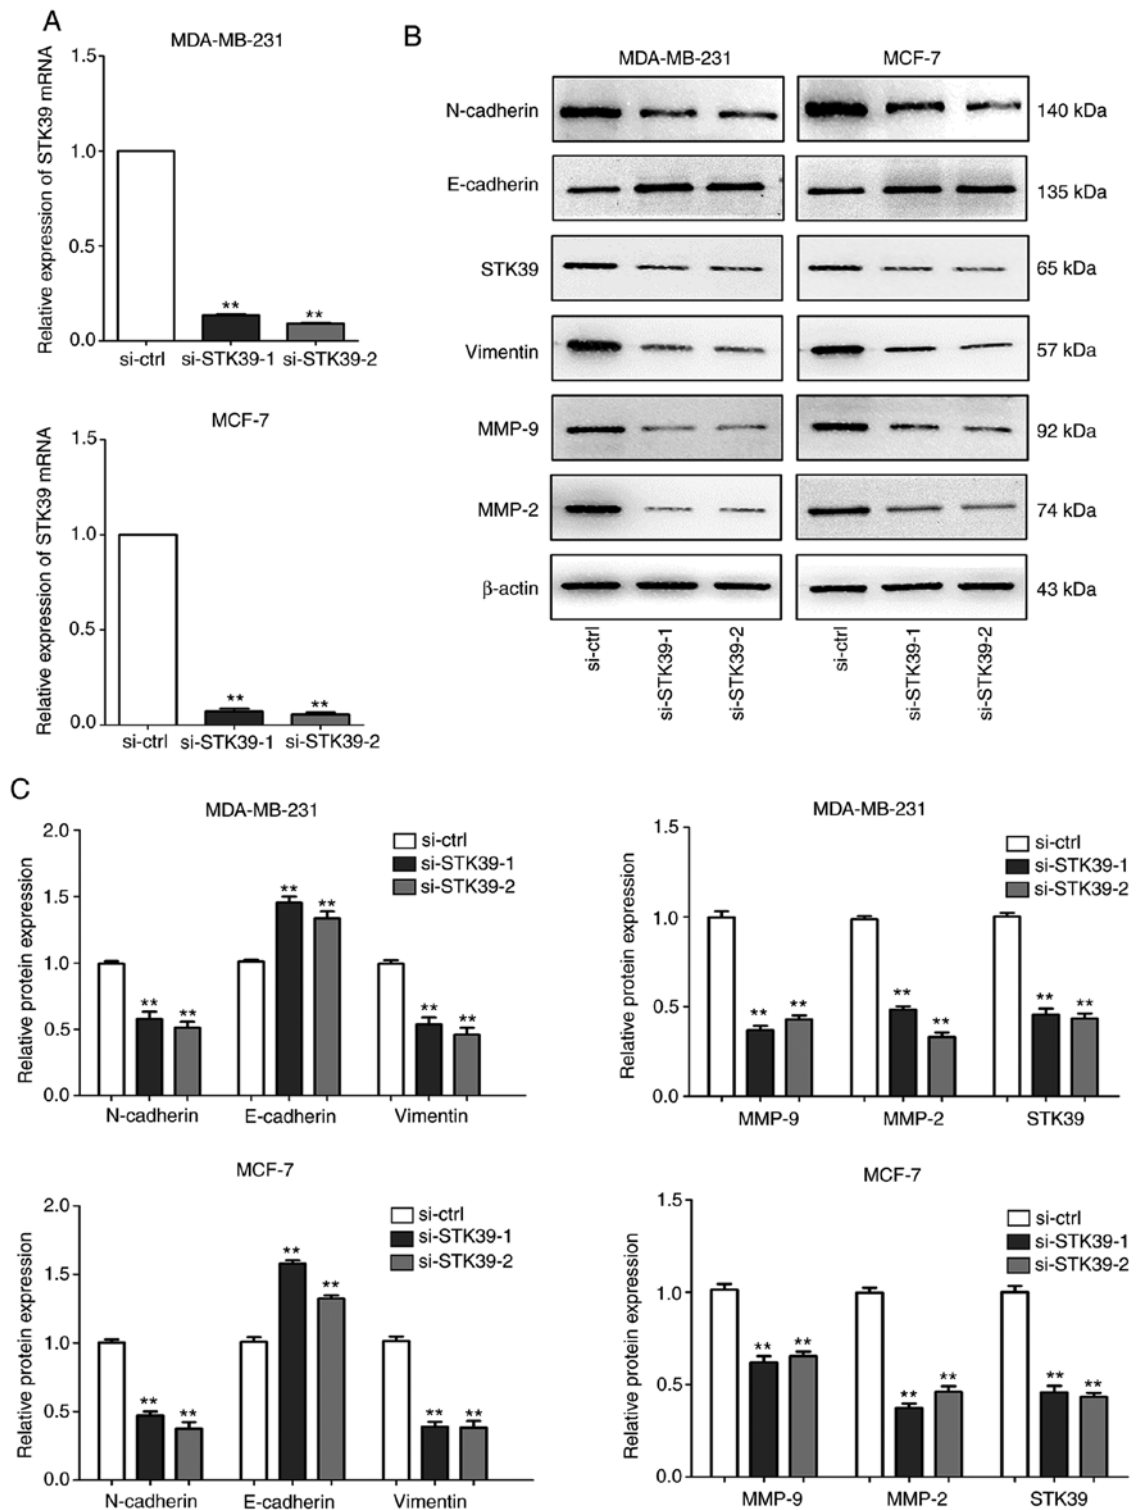 A
MDA-MB-231
Relative expression of STK39 mRNA
1.5
1.0
0.5
0.0
**
**
si-ctrl
si-STK39-1
si-STK39-2
MCF-7
Relative expression of STK39 mRNA
1.5
1.0
0.5
0.0
**
**
si-ctrl
si-STK39-1
si-STK39-2
B
MDA-MB-231
MCF-7
N-cadherin
140 kDa
E-cadherin
135 kDa
STK39
65 kDa
Vimentin
57 kDa
MMP-9
92 kDa
MMP-2
74 kDa
β-actin
43 kDa
si-ctrl
si-STK39-1
si-STK39-2
si-ctrl
si-STK39-1
si-STK39-2
C
MDA-MB-231
Relative protein expression
2.0
1.5
1.0
0.5
0.0
si-ctrl
si-STK39-1
si-STK39-2
**
**
**
**
**
**
N-cadherin
E-cadherin
Vimentin
MDA-MB-231
Relative protein expression
1.5
1.0
0.5
0.0
si-ctrl
si-STK39-1
si-STK39-2
**
**
**
**
**
**
MMP-9
MMP-2
STK39
MCF-7
Relative protein expression
2.0
1.5
1.0
0.5
0.0
si-ctrl
si-STK39-1
si-STK39-2
**
**
**
**
**
**
N-cadherin
E-cadherin
Vimentin
MCF-7
Relative protein expression
1.5
1.0
0.5
0.0
si-ctrl
si-STK39-1
si-STK39-2
**
**
**
**
**
**
MMP-9
MMP-2
STK39